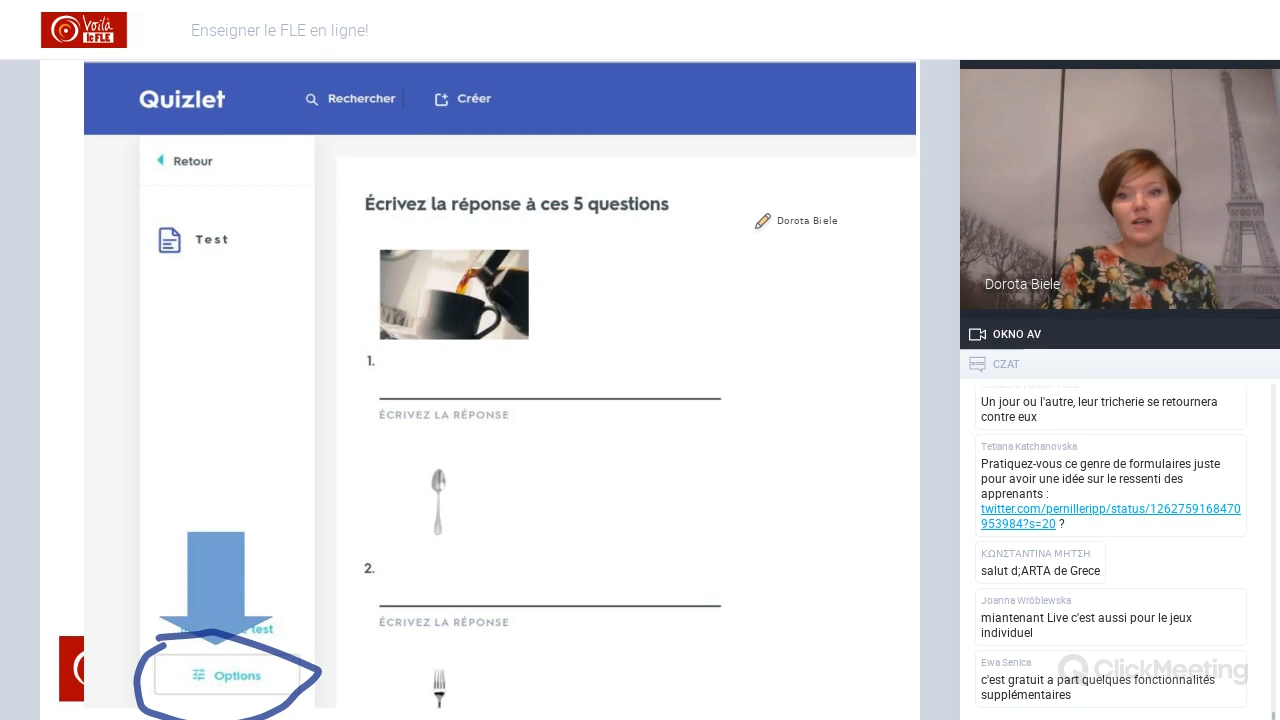 Voilà
le FLE
Enseigner le FLE en ligne!
Quizlet
Rechercher
Créer
Retour
Test
Écrivez la réponse à ces 5 questions
Dorota Biele
1.
ÉCRIVEZ LA RÉPONSE
2.
ÉCRIVEZ LA RÉPONSE
test
Options
Dorota Biele
OKNO AV
CZAT
Un jour ou l'autre, leur tricherie se retournera
contre eux
Tetiana Katchanovska
Pratiquez-vous ce genre de formulaires juste
pour avoir une idée sur le ressenti des
apprenants :
twitter.com/pernilleripp/status/1262759168470
953984?s=20 ?
ΚΩΝΣΤΑΝΤΙΝΑ ΜΗΤΣΗ
salut d;ARTA de Grece
Joanna Wróblewska
miantenant Live c'est aussi pour le jeux
individuel
Ewa Senica
ClickMeeting
c'est gratuit a part quelques fonctionnalités
supplémentaires